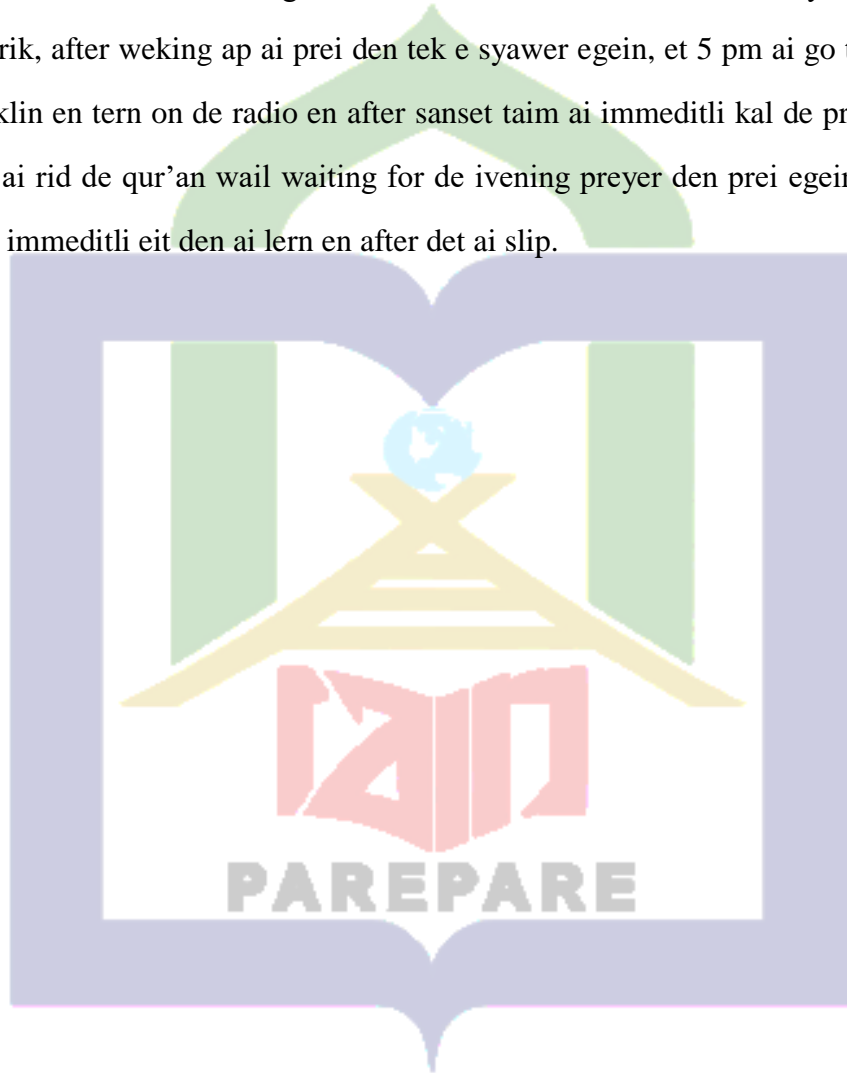 rik, after weking ap ai prei den tek e syawer egein, et 5 pm ai go
klin en tern on de radio en after sanset taim ai immeditli kal de
ai rid de qur’an wail waiting for de ivening preyer den prei
immeditli eit den ai lern en after det ai slip.
PAREPARE